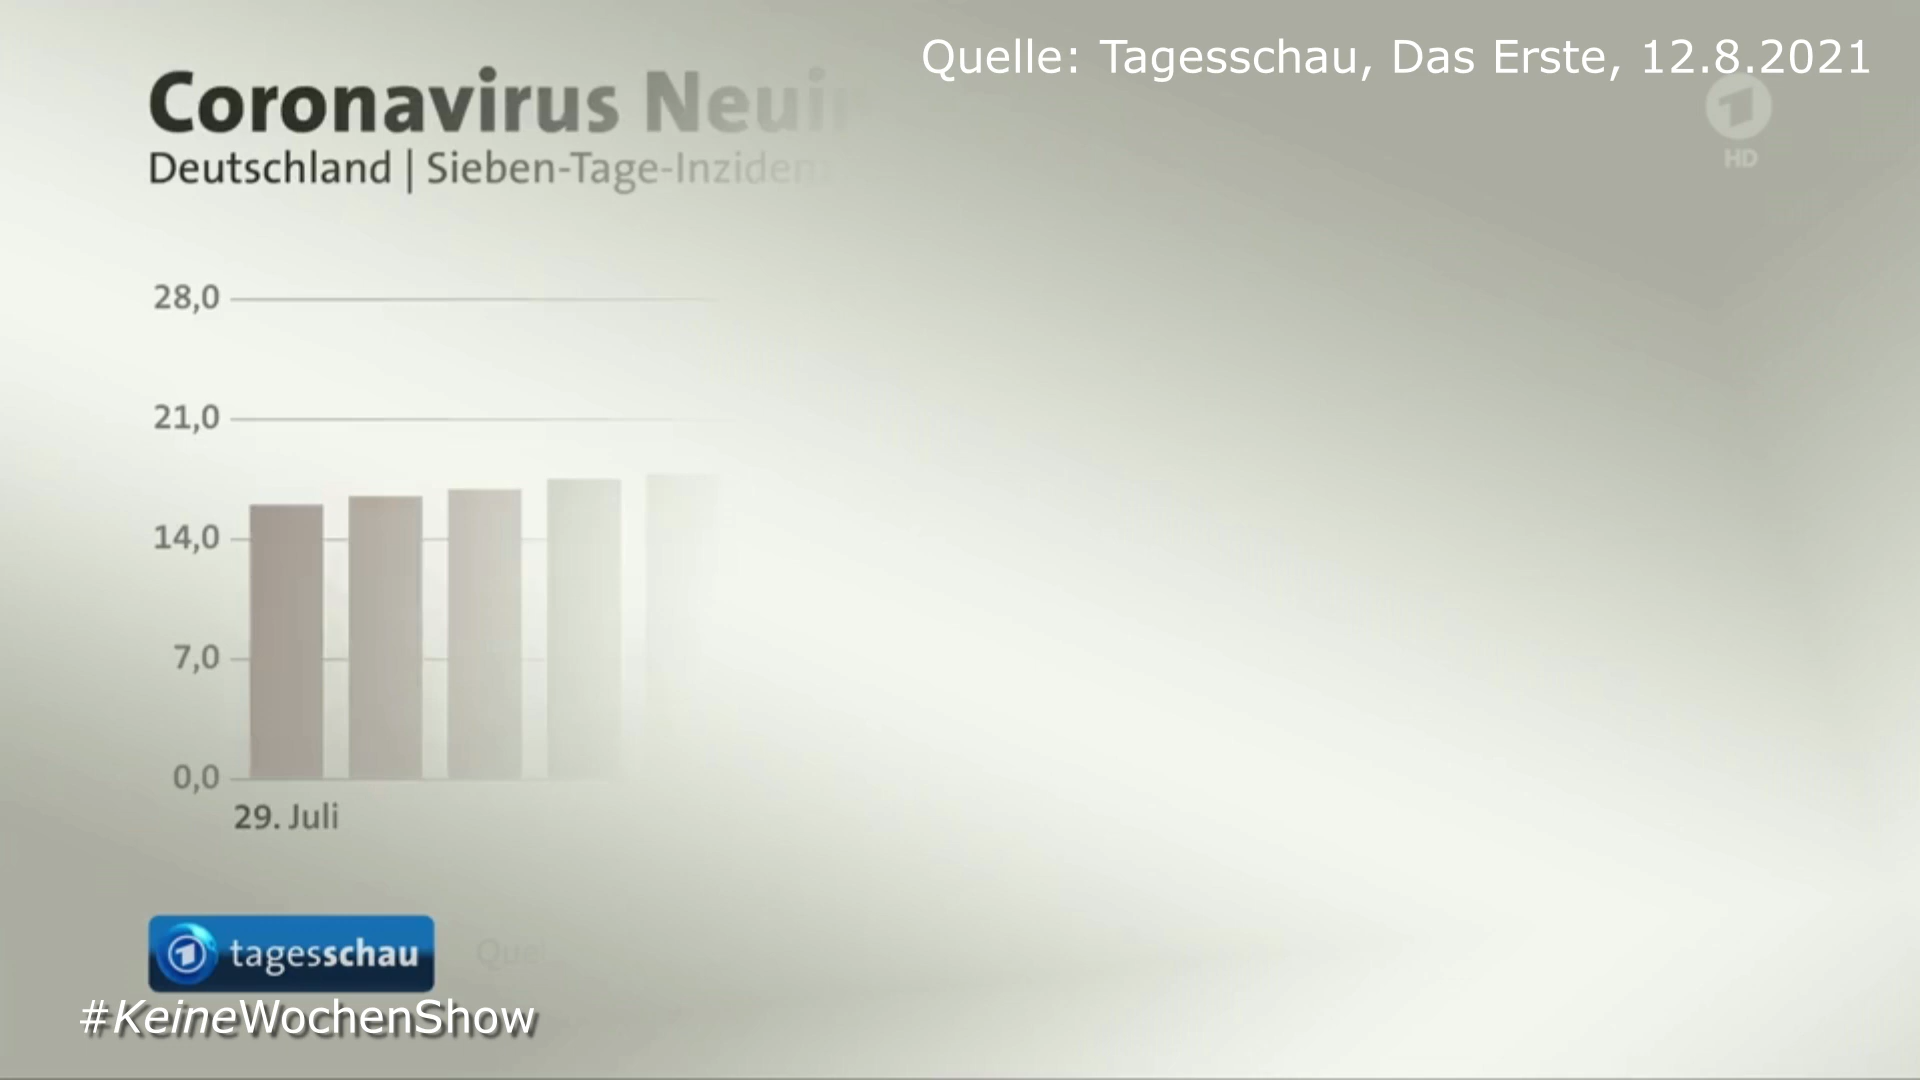 Quelle: Tagesschau, Das Erste, 12.8.2021
Coronavirus
Deutschland | Sieben-Tage-Inziden
HD
28,0
21,0
14,0
7,0
0,0
29. Juli
tagesschau
#KeineWochenShow